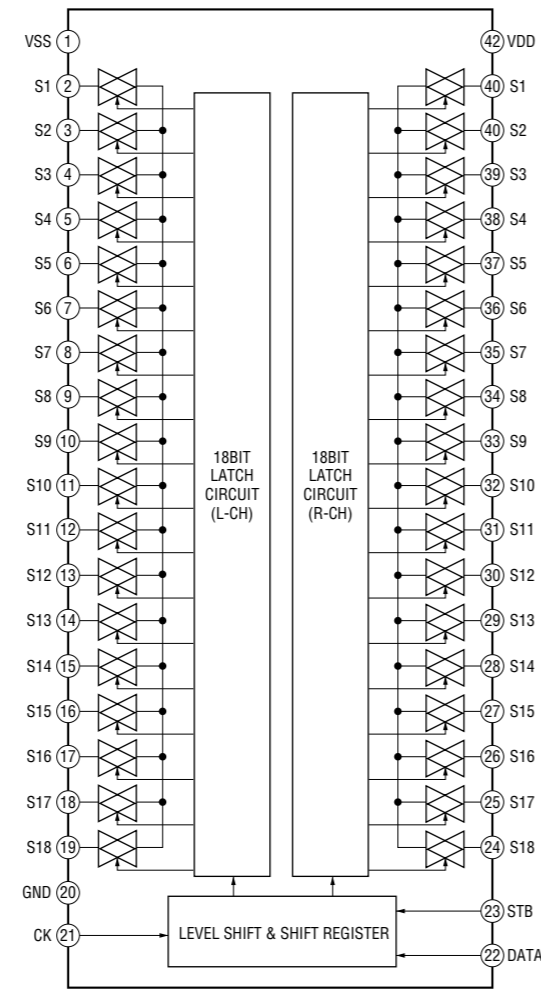 VSS 1
42 VDD
S1 2
40 S1
S2 3
40 S2
S3 4
39 S3
S4 5
38 S4
S5 6
37 S5
S6 7
36 S6
S7 8
35 S7
S8 9
34 S8
S9 10
33 S9
S10 11
32 S10
S11 12
31 S11
S12 13
30 S12
S13 14
29 S13
S14 15
28 S14
S15 16
27 S15
S16 17
26 S16
S17 18
25 S17
S18 19
24 S18
18BIT
LATCH
CIRCUIT
(L-CH)
18BIT
LATCH
CIRCUIT
(R-CH)
GND 20
23 STB
CK 21
LEVEL SHIFT & SHIFT REGISTER
22 DATA